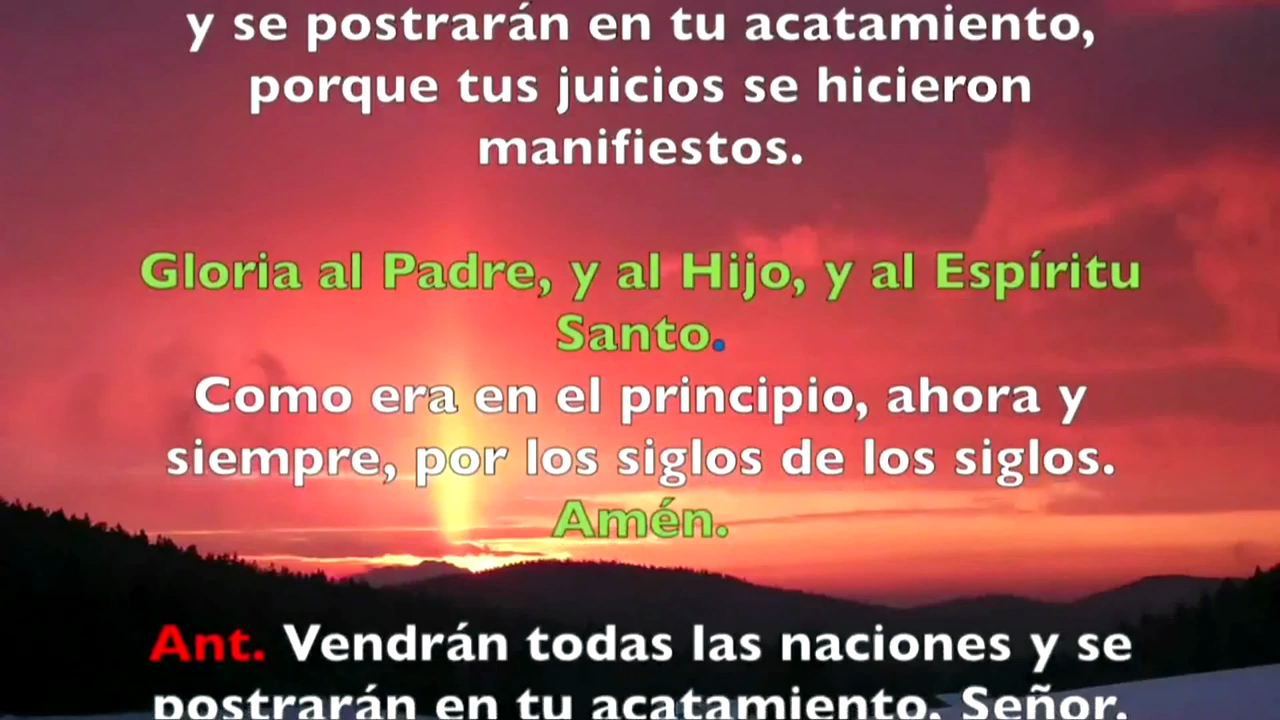 y se postrarán en tu acatamiento,
porque tus juicios se hicieron
manifiestos.
Gloria al Padre, y al Hijo, y al Espíritu
Santo.
Como era en el principio, ahora y
siempre, por los siglos de los siglos.
Amén.
Ant. Vendrán todas las naciones y se
postrarán en tu acatamiento, Señor.